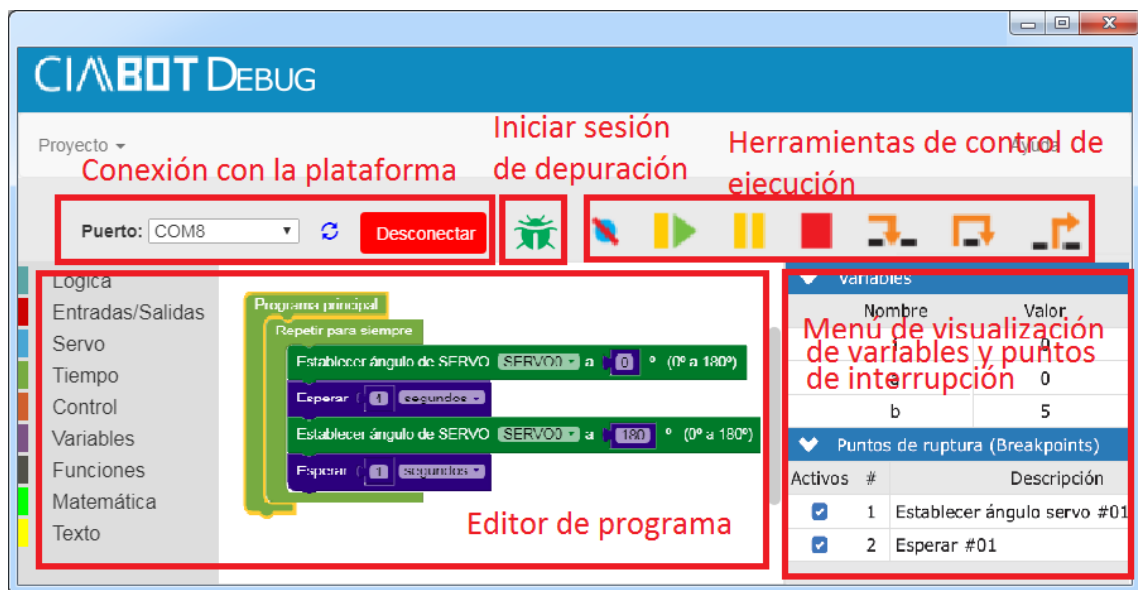 CIMBOT DEBUG
Proyecto
Iniciar sesión
de depuración
Herramientas de control de
ejecución
Ayuda
Conexión con la plataforma
Puerto: COM8
Desconectar
Lógica
Entradas/Salidas
Servo
Tiempo
Control
Variables
Funciones
Matemática
Texto
Programa principal
Repetir para siempre
Establecer ángulo de SERVO SERVO0 a 0 º (0º a 180º)
Esperar 1 segundos
Establecer ángulo de SERVO SERVO0 a 180 º (0º a 180º)
Esperar 1 segundos
Editor de programa
Variables
Nombre Valor
Menú de visualización
de variables y puntos
de interrupción
0
0
b 5
Puntos de ruptura (Breakpoints)
Activos # Descripción
1 Establecer ángulo servo #01
2 Esperar #01